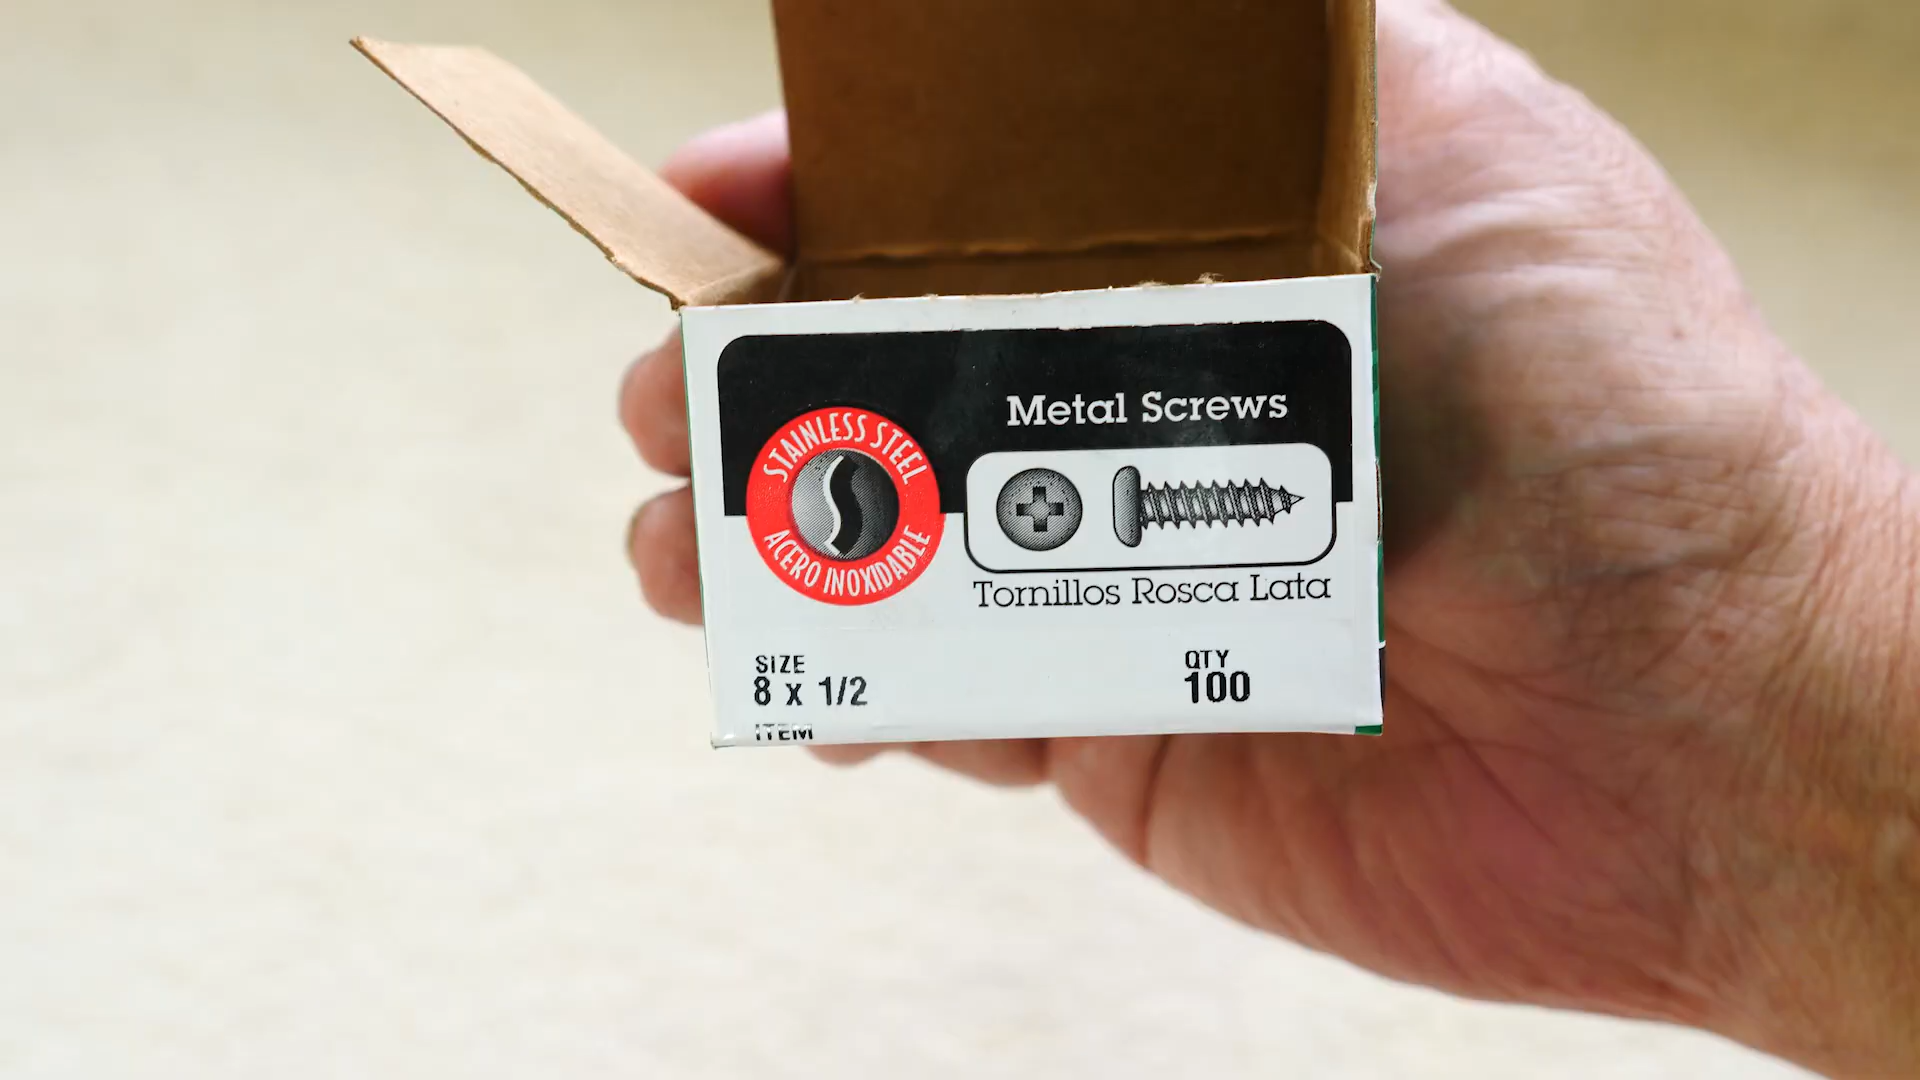 Metal Screws
STAINLESS STEEL
ACERO INOXIDABLE
Tornillos Rosca Lata
SIZE
8 x 1/2
QTY
100
ITEM